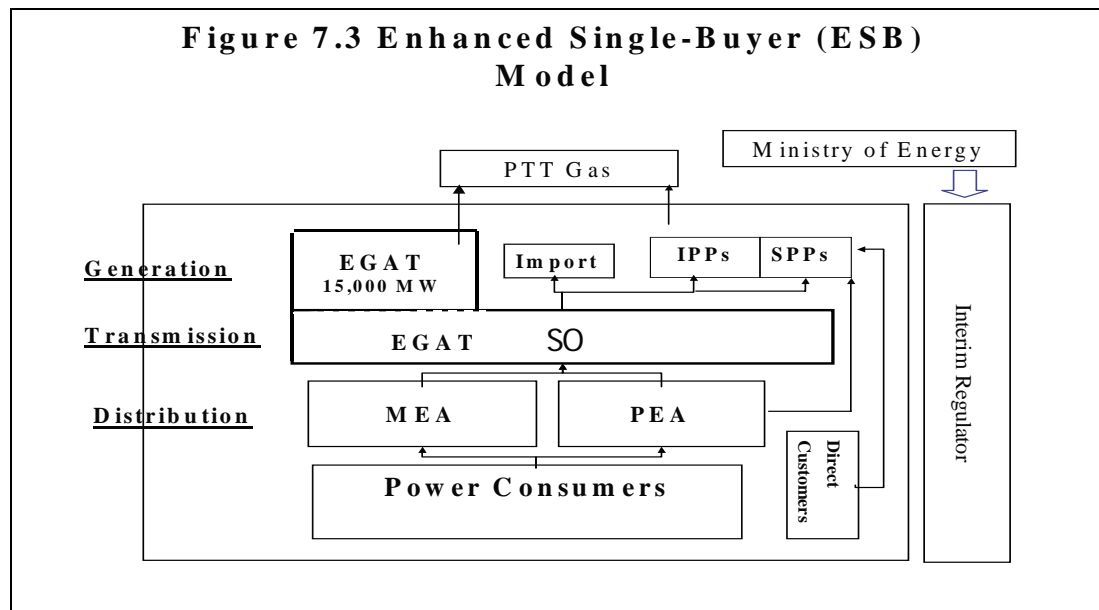 Figure 7.3 Enhanced Single-Buyer (ESB)
Model
Ministry of Energy
PTT Gas
Generation
EGAT
15,000 MW
Import
IPPs
SPPs
Transmission
EGAT SO
Distribution
MEA
PEA
Power Consumers
Direct
Customers
Interim Regulator